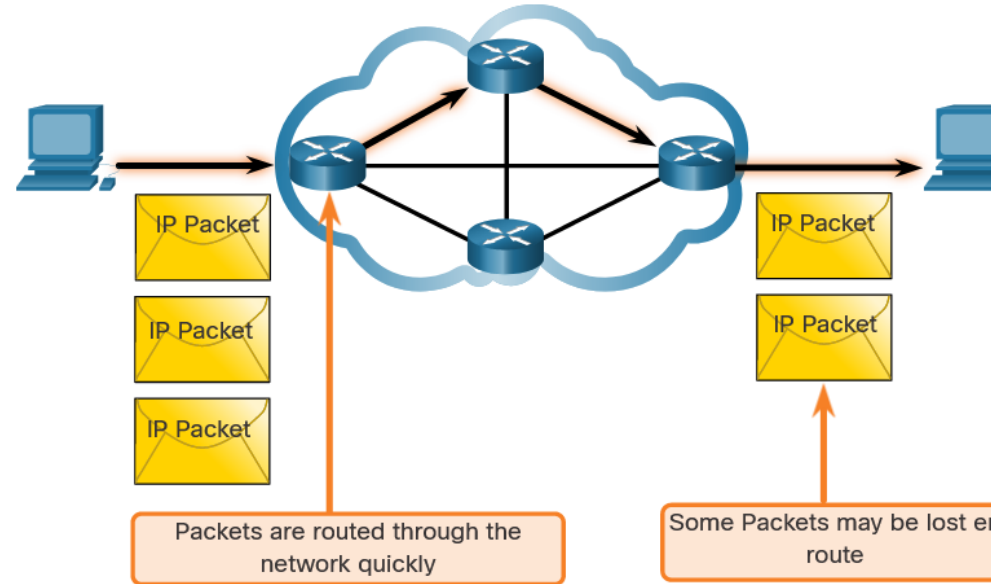 IP Packet
IP Packet
IP Packet
IP Packet
IP Packet
Packets are routed through the
network quickly
Some Packets may be lost
route